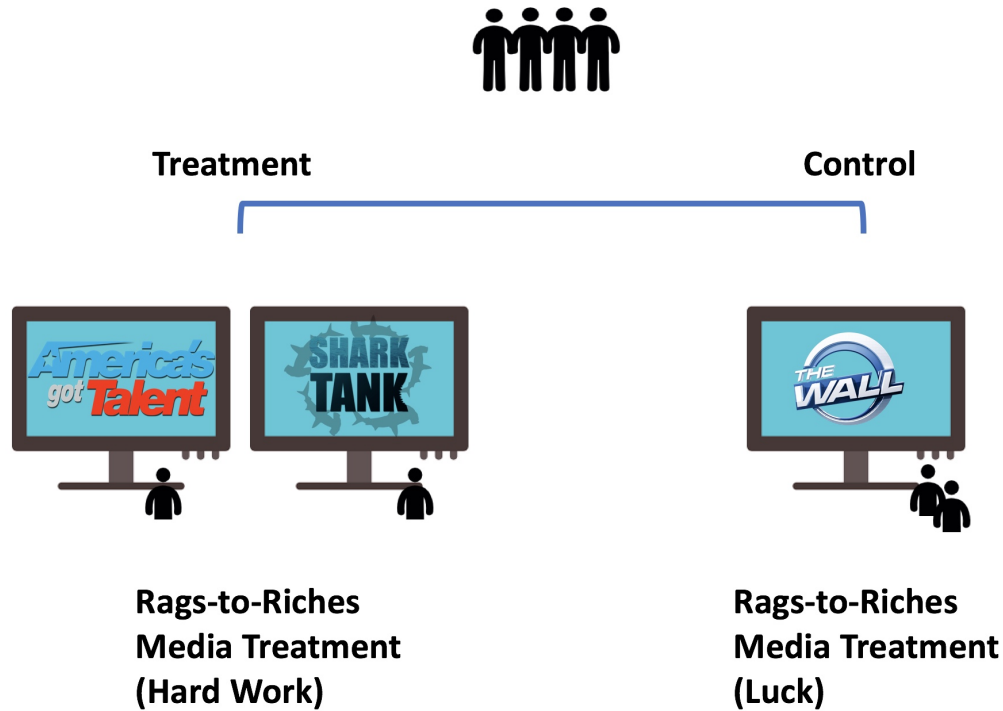 Treatment
Control
America's
got Talent
SHARK
TANK
THE
WALL
Rags-to-Riches
Media Treatment
(Hard Work)
Rags-to-Riches
Media Treatment
(Luck)